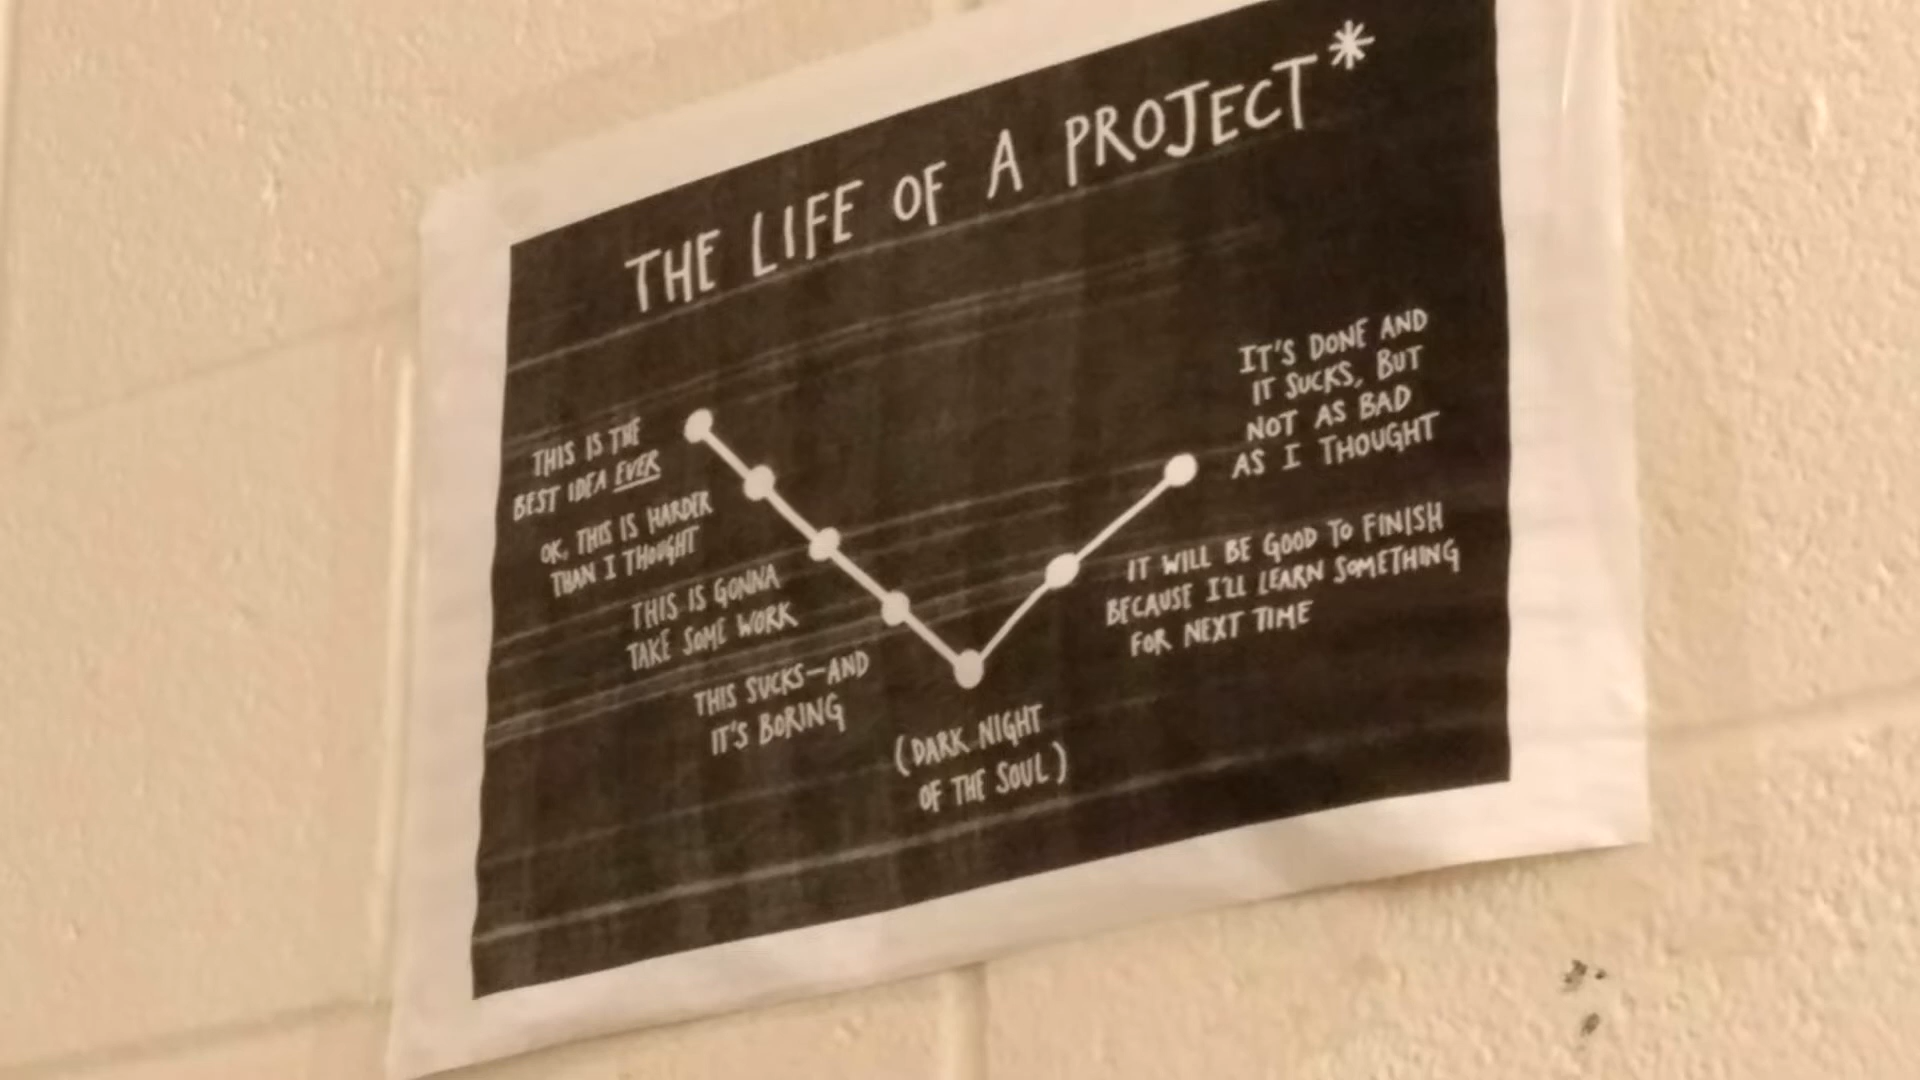 THE LIFE OF A PROJECT*
THIS IS THE
BEST IDEA EVER
OK, THIS IS HARDER
THAN I THOUGHT
THIS IS GONNA
TAKE SOME WORK
THIS SUCKS—AND
IT'S BORING
(DARK NIGHT
OF THE SOUL)
IT WILL BE GOOD TO FINISH
BECAUSE I'LL LEARN SOMETHING
FOR NEXT TIME
IT'S DONE AND
IT SUCKS, BUT
NOT AS BAD
AS I THOUGHT